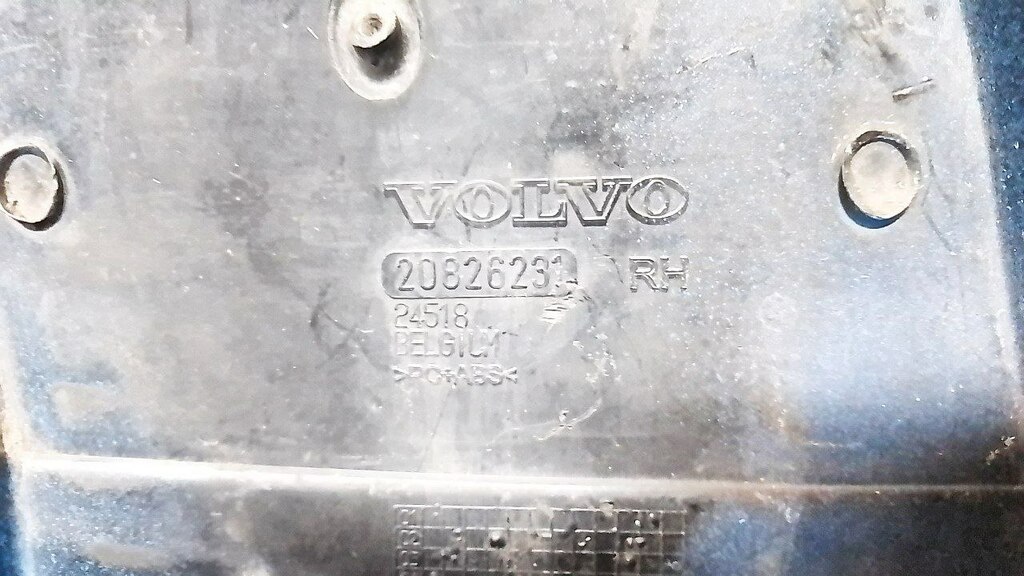 VOLVO
20826231 RH
24518
BELGIUM
>PC+ABS<